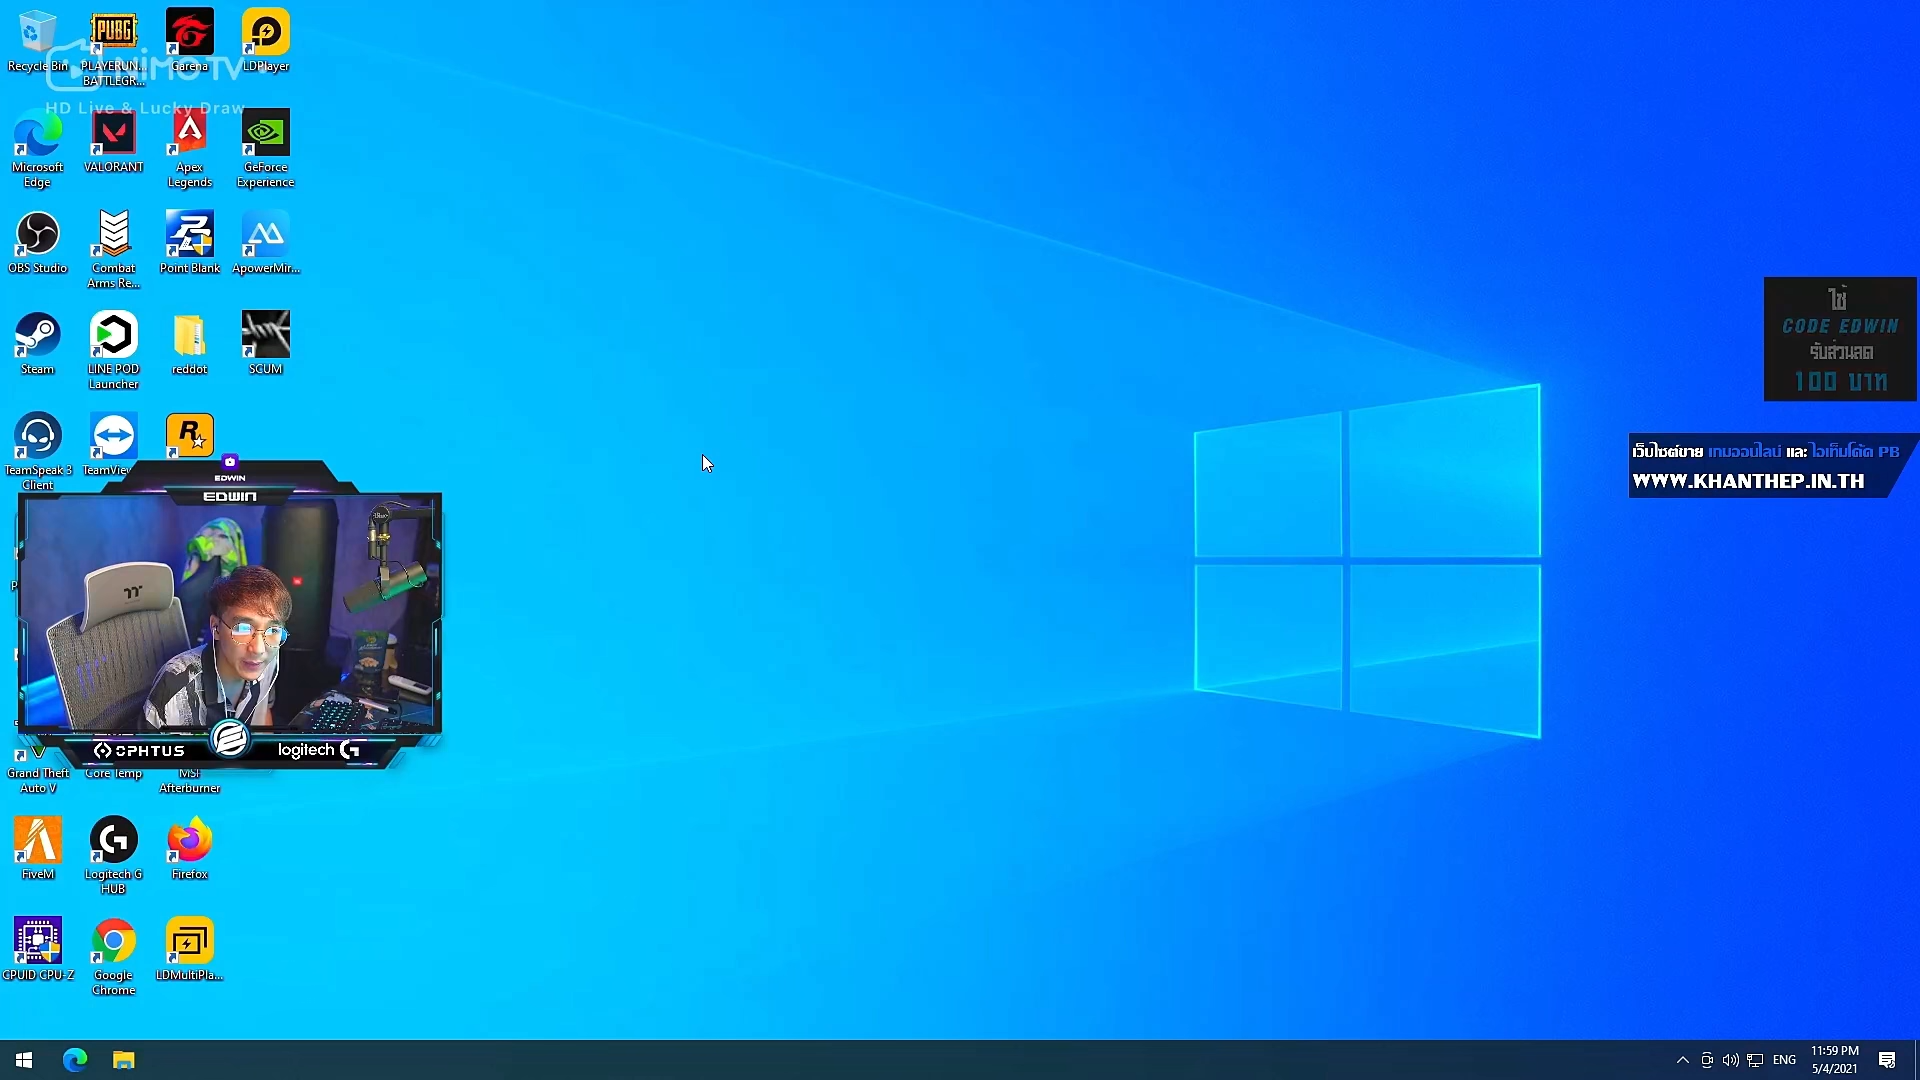 Recycle Bin
PLAYERUN...
BATTLEGR...
Garena
LDPlayer
NIMO TV
HD Live & Lucky Draw
Microsoft
Edge
VALORANT
Apex
Legends
GeForce
Experience
OBS Studio
Combat
Arms Re...
Point Blank
ApowerMir...
Steam
LINE POD
Launcher
reddot
SCUM
TeamSpeak 3
Client
EDWIN
EDWIN
OPHTUS
logitech G
Grand Theft
Auto V
Core Temp
MSI
Afterburner
FiveM
Logitech G
HUB
Firefox
CPUID CPU-Z
Google
Chrome
LDMultiPla...
ใช้
CODE EDWIN
รับส่วนลด
100 บาท
เว็บไซต์ขาย เกมออนไลน์ และ ไอเท็มโค้ด PB
WWW.KHANTHEP.IN.TH
ENG
11:59 PM
5/4/2021